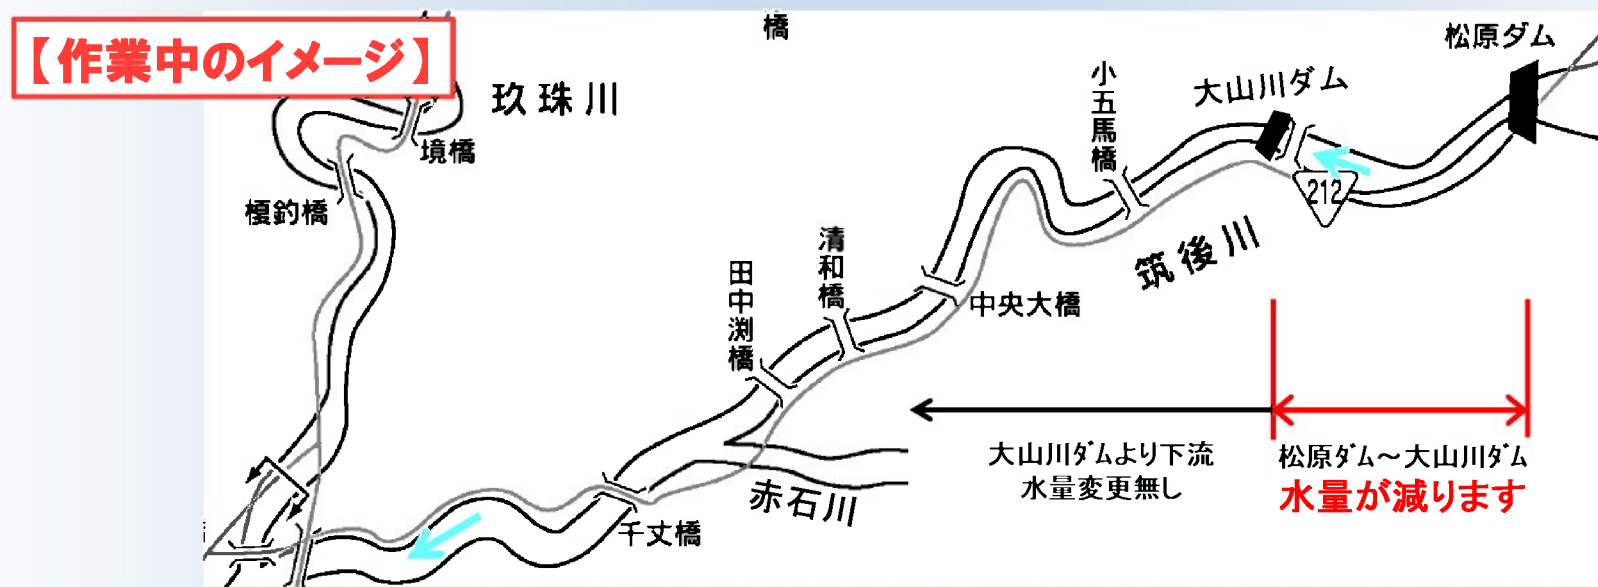 【作業中のイメージ】
橋
松原ダム
玖珠川
小五馬橋
大山川ダム
境橋
212
榎釣橋
筑後川
清和橋
田中渕橋
中央大橋
大山川ダムより下流
水量変更無し
松原ダム～大山川ダム
水量が減ります
赤石川
千丈橋